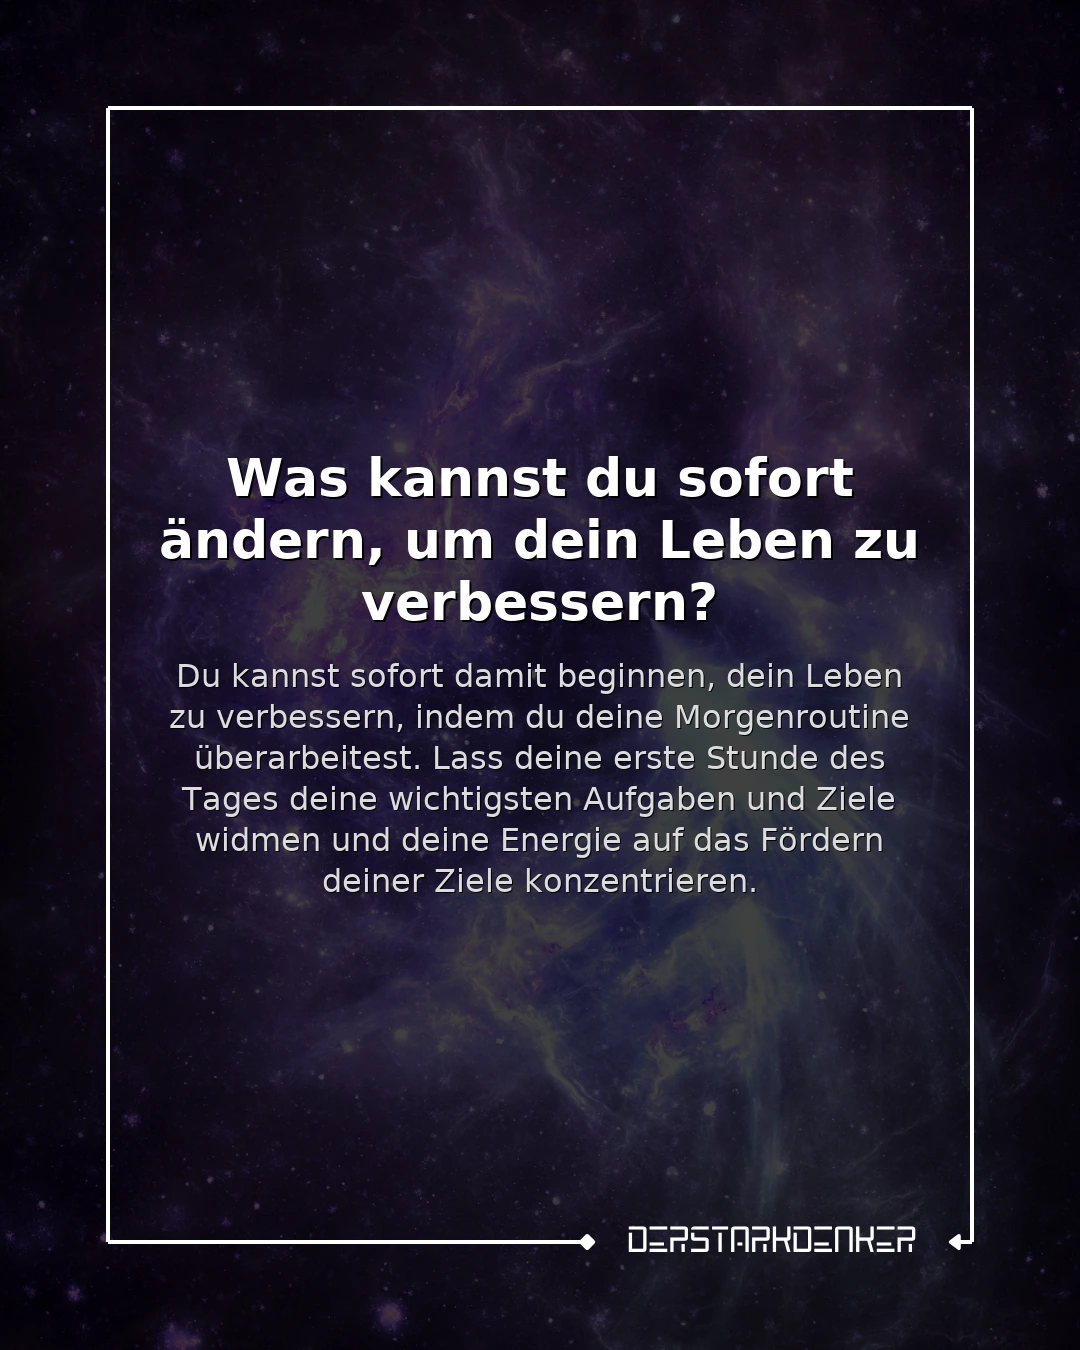 Was kannst du sofort
ändern, um dein Leben zu
verbessern?
Du kannst sofort damit beginnen, dein Leben
zu verbessern, indem du deine Morgenroutine
überarbeitest. Lass deine erste Stunde des
Tages deine wichtigsten Aufgaben und Ziele
widmen und deine Energie auf das Fördern
deiner Ziele konzentrieren.
DERSTARKDENKER